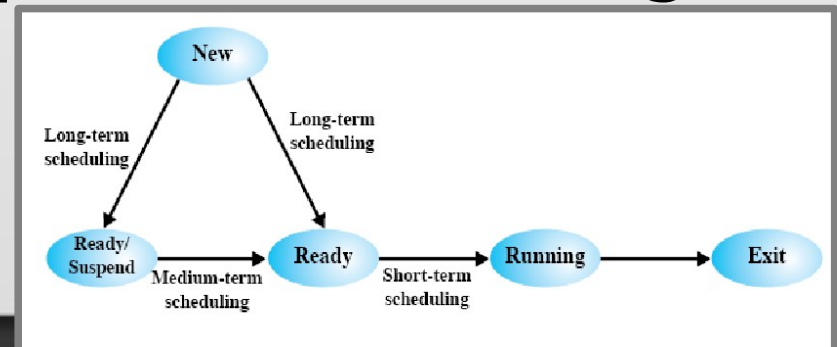 New
Long-term
scheduling
Long-term
scheduling
Ready/
Suspend
Medium-term
scheduling
Ready
Short-term
scheduling
Running
Exit